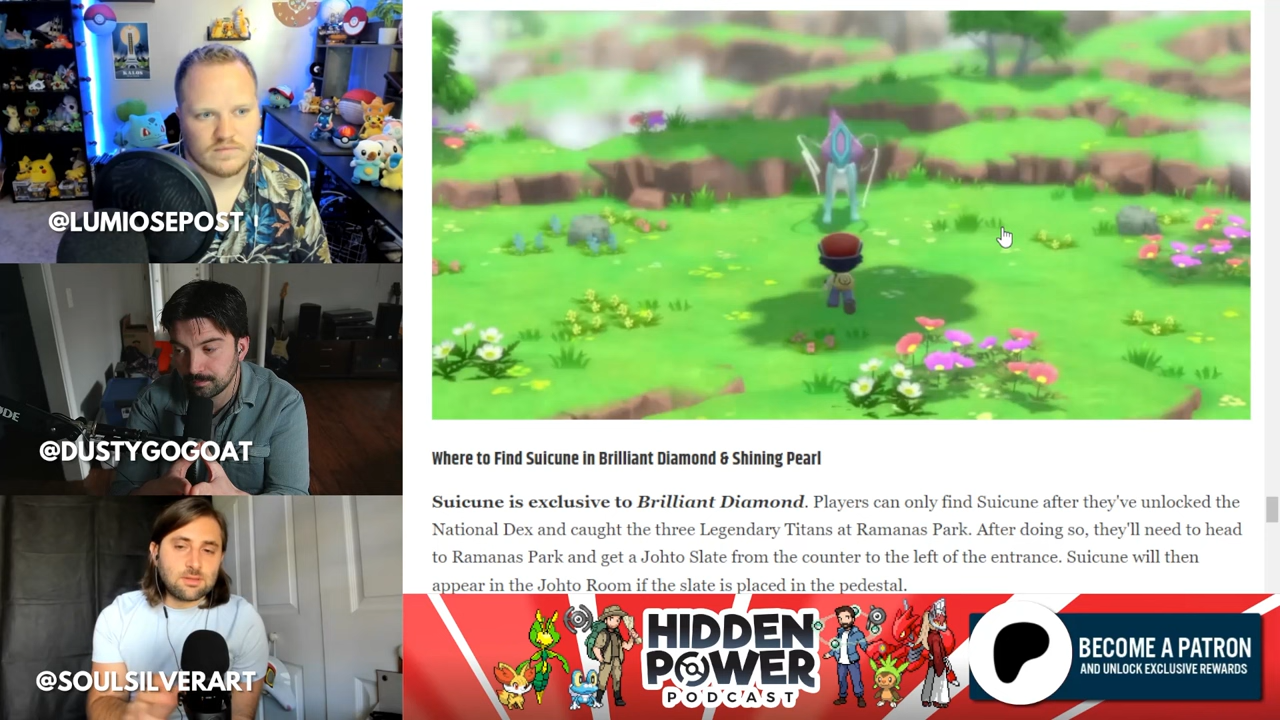 KALOS
@LUMIOSEPOST
ODE
@DUSTYGOGOAT
@SOULSILVERART
Where to Find Suicune in Brilliant Diamond & Shining Pearl
Suicune is exclusive to Brilliant Diamond. Players can only find Suicune after they've unlocked the
National Dex and caught the three Legendary Titans at Ramanas Park. After doing so, they'll need to head
to Ramanas Park and get a Johto Slate from the counter to the left of the entrance. Suicune will then
appear in the Johto Room if the slate is placed in the pedestal.
HIDDEN
POWER
PODCAST
BECOME A PATRON
AND UNLOCK EXCLUSIVE REWARDS